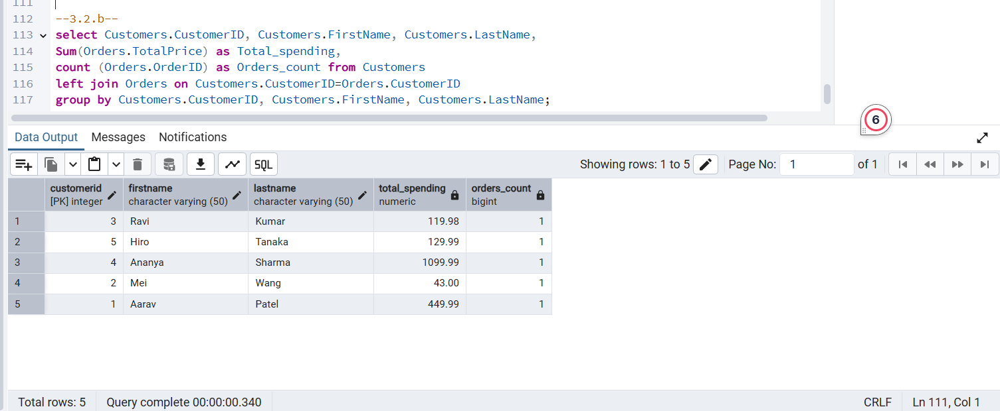 111
112 --3.2.b--
113 select Customers.CustomerID, Customers.FirstName, Customers.LastName,
114 Sum(Orders.TotalPrice) as Total_spending,
115 count (Orders.OrderID) as Orders_count from Customers
116 left join Orders on Customers.CustomerID=Orders.CustomerID
117 group by Customers.CustomerID, Customers.FirstName, Customers.LastName;
6
Data Output Messages Notifications
SQL Showing rows: 1 to 5 Page No: 1 of 1
customerid firstname lastname total_spending orders_count
[PK] integer character varying (50) character varying (50) numeric bigint
1 3 Ravi Kumar 119.98 1
2 5 Hiro Tanaka 129.99 1
3 4 Ananya Sharma 1099.99 1
4 2 Mei Wang 43.00 1
5 1 Aarav Patel 449.99 1
Total rows: 5 Query complete 00:00:00.340 CRLF Ln 111, Col 1